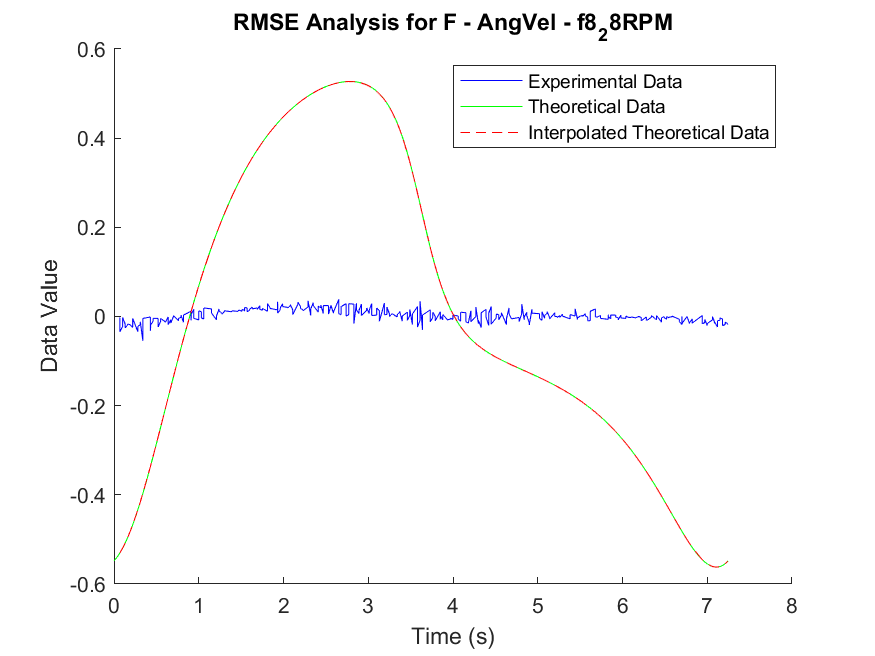 RMSE Analysis for F - AngVel - f8₂8RPM
Experimental Data
Theoretical Data
Interpolated Theoretical Data
Data Value
0.6
0.4
0.2
0
-0.2
-0.4
-0.6
0 1 2 3 4 5 6 7 8
Time (s)